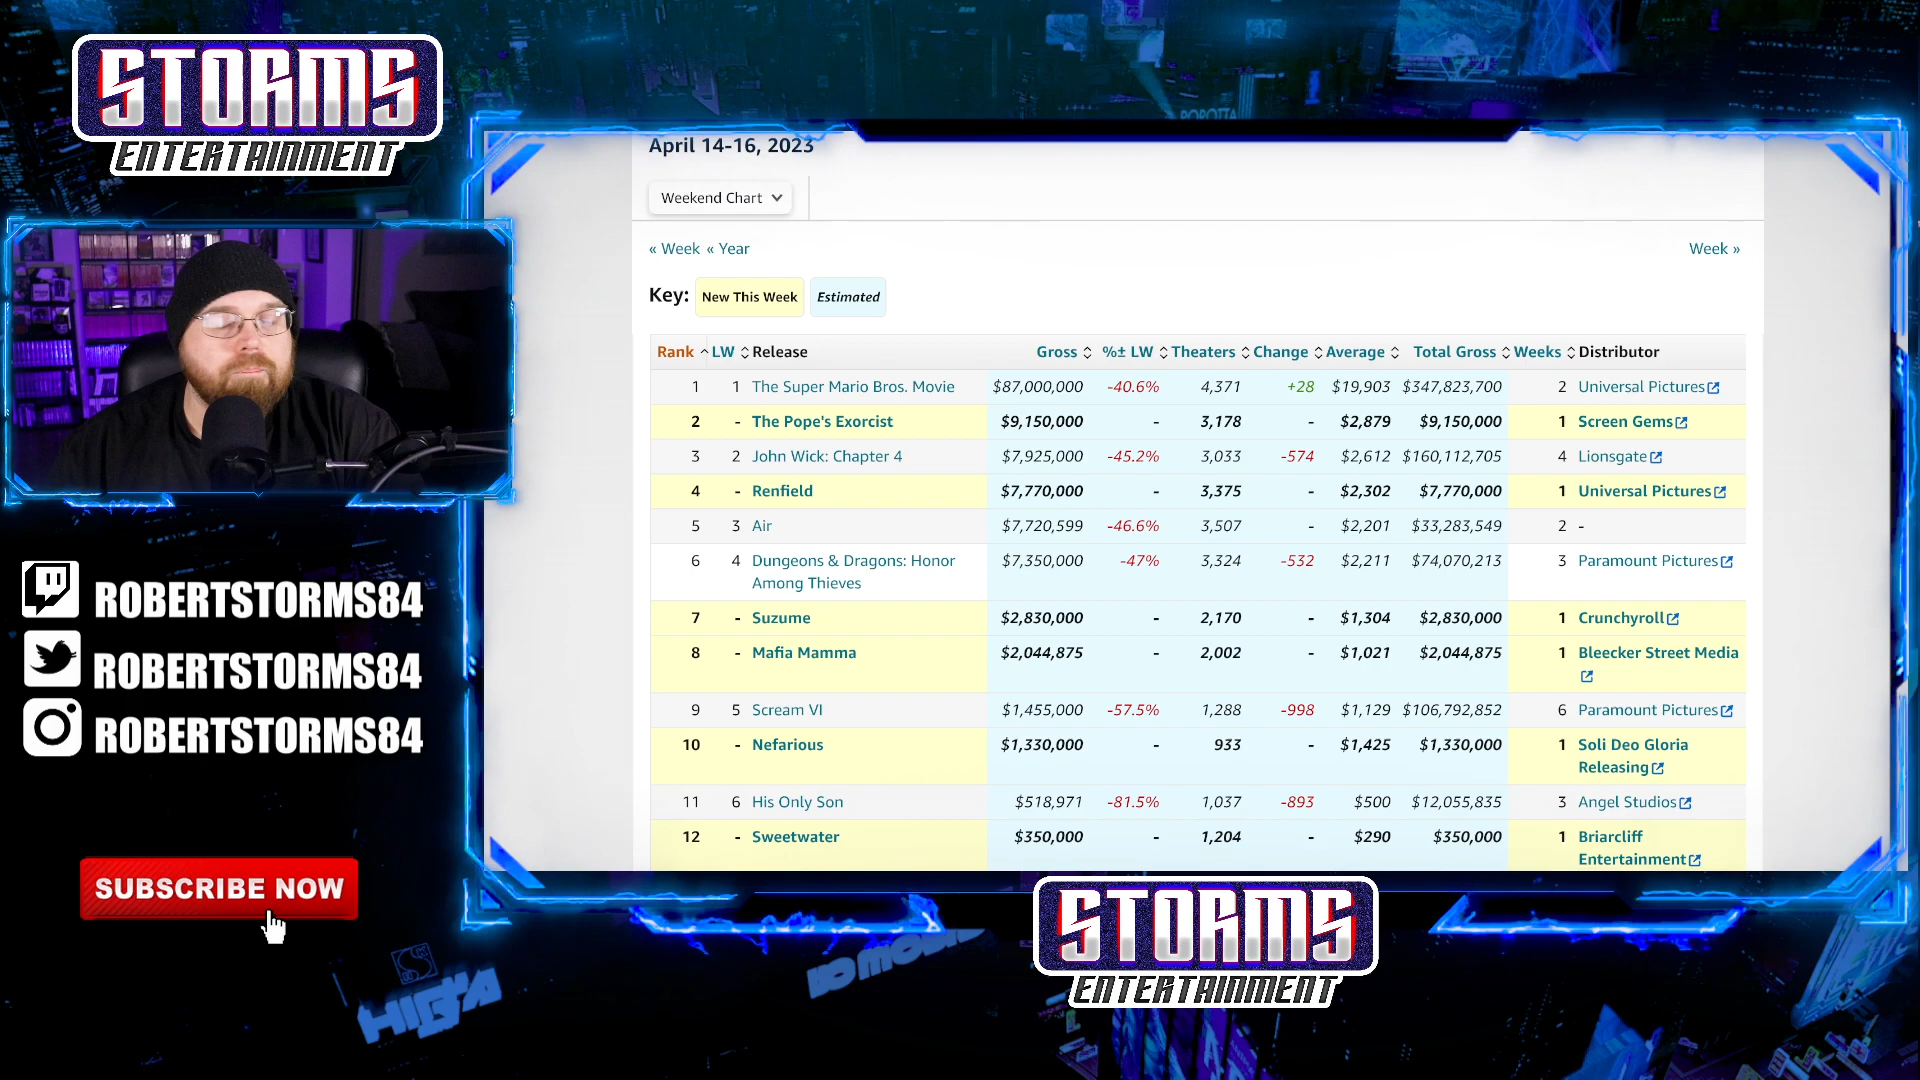 STORMS
ENTERTAINMENT
POROTTA
April 14-16, 2023
Weekend Chart
« Week « Year
Week »
Key: New This Week Estimated
Rank LW Release Gross %± LW Theaters Change Average Total Gross Weeks Distributor
1 1 The Super Mario Bros. Movie $87,000,000 -40.6% 4,371 +28 $19,903 $347,823,700 2 Universal Pictures
2 - The Pope's Exorcist $9,150,000 - 3,178 - $2,879 $9,150,000 1 Screen Gems
3 2 John Wick: Chapter 4 $7,925,000 -45.2% 3,033 -574 $2,612 $160,112,705 4 Lionsgate
4 - Renfield $7,770,000 - 3,375 - $2,302 $7,770,000 1 Universal Pictures
5 3 Air $7,720,599 -46.6% 3,507 - $2,201 $33,283,549 2 -
6 4 Dungeons & Dragons: Honor $7,350,000 -47% 3,324 -532 $2,211 $74,070,213 3 Paramount Pictures
Among Thieves
7 - Suzume $2,830,000 - 2,170 - $1,304 $2,830,000 1 Crunchyroll
8 - Mafia Mamma $2,044,875 - 2,002 - $1,021 $2,044,875 1 Bleecker Street Media
9 5 Scream VI $1,455,000 -57.5% 1,288 -998 $1,129 $106,792,852 6 Paramount Pictures
10 - Nefarious $1,330,000 - 933 - $1,425 $1,330,000 1 Soli Deo Gloria
Releasing
11 6 His Only Son $518,971 -81.5% 1,037 -893 $500 $12,055,835 3 Angel Studios
12 - Sweetwater $350,000 - 1,204 - $290 $350,000 1 Briarcliff
Entertainment
ROBERTSTORMS84
ROBERTSTORMS84
ROBERTSTORMS84
SUBSCRIBE NOW
STORMS
ENTERTAINMENT